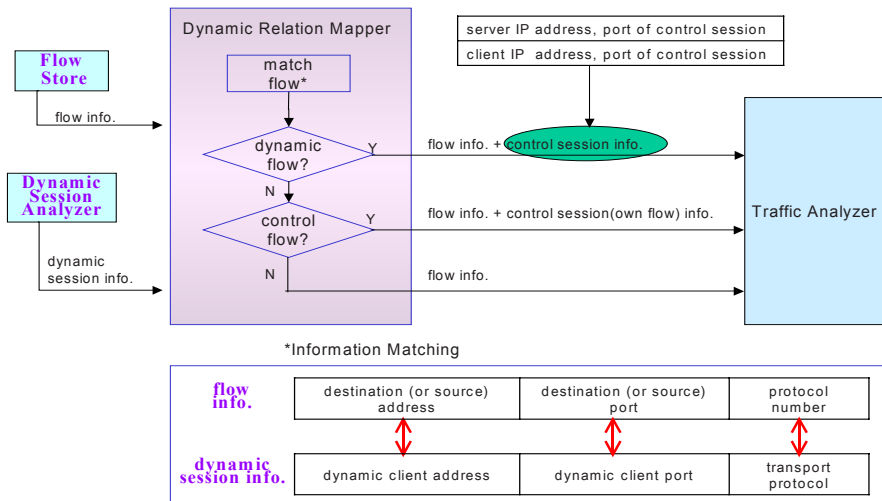 Dynamic Relation Mapper
server IP address, port of control session
client IP address, port of control session
Flow
Store
match
flow*
flow info.
dynamic
flow?
Y
flow info. + control session info.
N
Dynamic
Session
Analyzer
control
flow?
Y
flow info. + control session(own flow) info.
Traffic Analyzer
dynamic
session info.
N
flow info.
*Information Matching
flow
info.
destination (or source)
address
destination (or source)
port
protocol
number
dynamic
session info.
dynamic client address
dynamic client port
transport
protocol